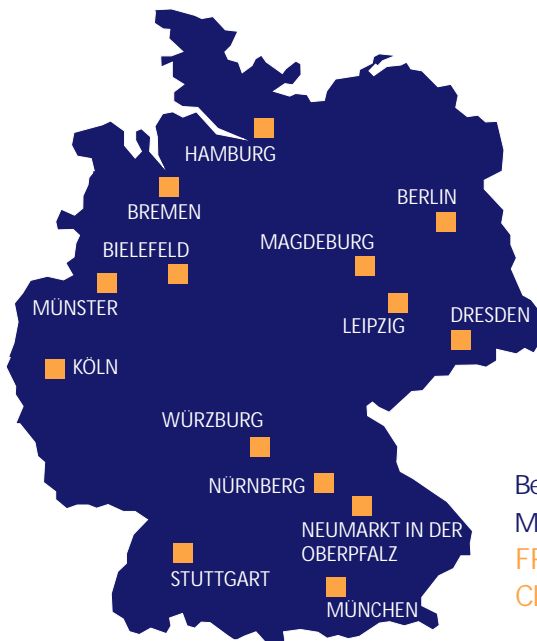 HAMBURG
BREMEN
BERLIN
BIELEFELD
MAGDEBURG
MÜNSTER
LEIPZIG
DRESDEN
KÖLN
WÜRZBURG
NÜRNBERG
NEUMARKT IN DER
OBERPFALZ
STUTTGART
MÜNCHEN